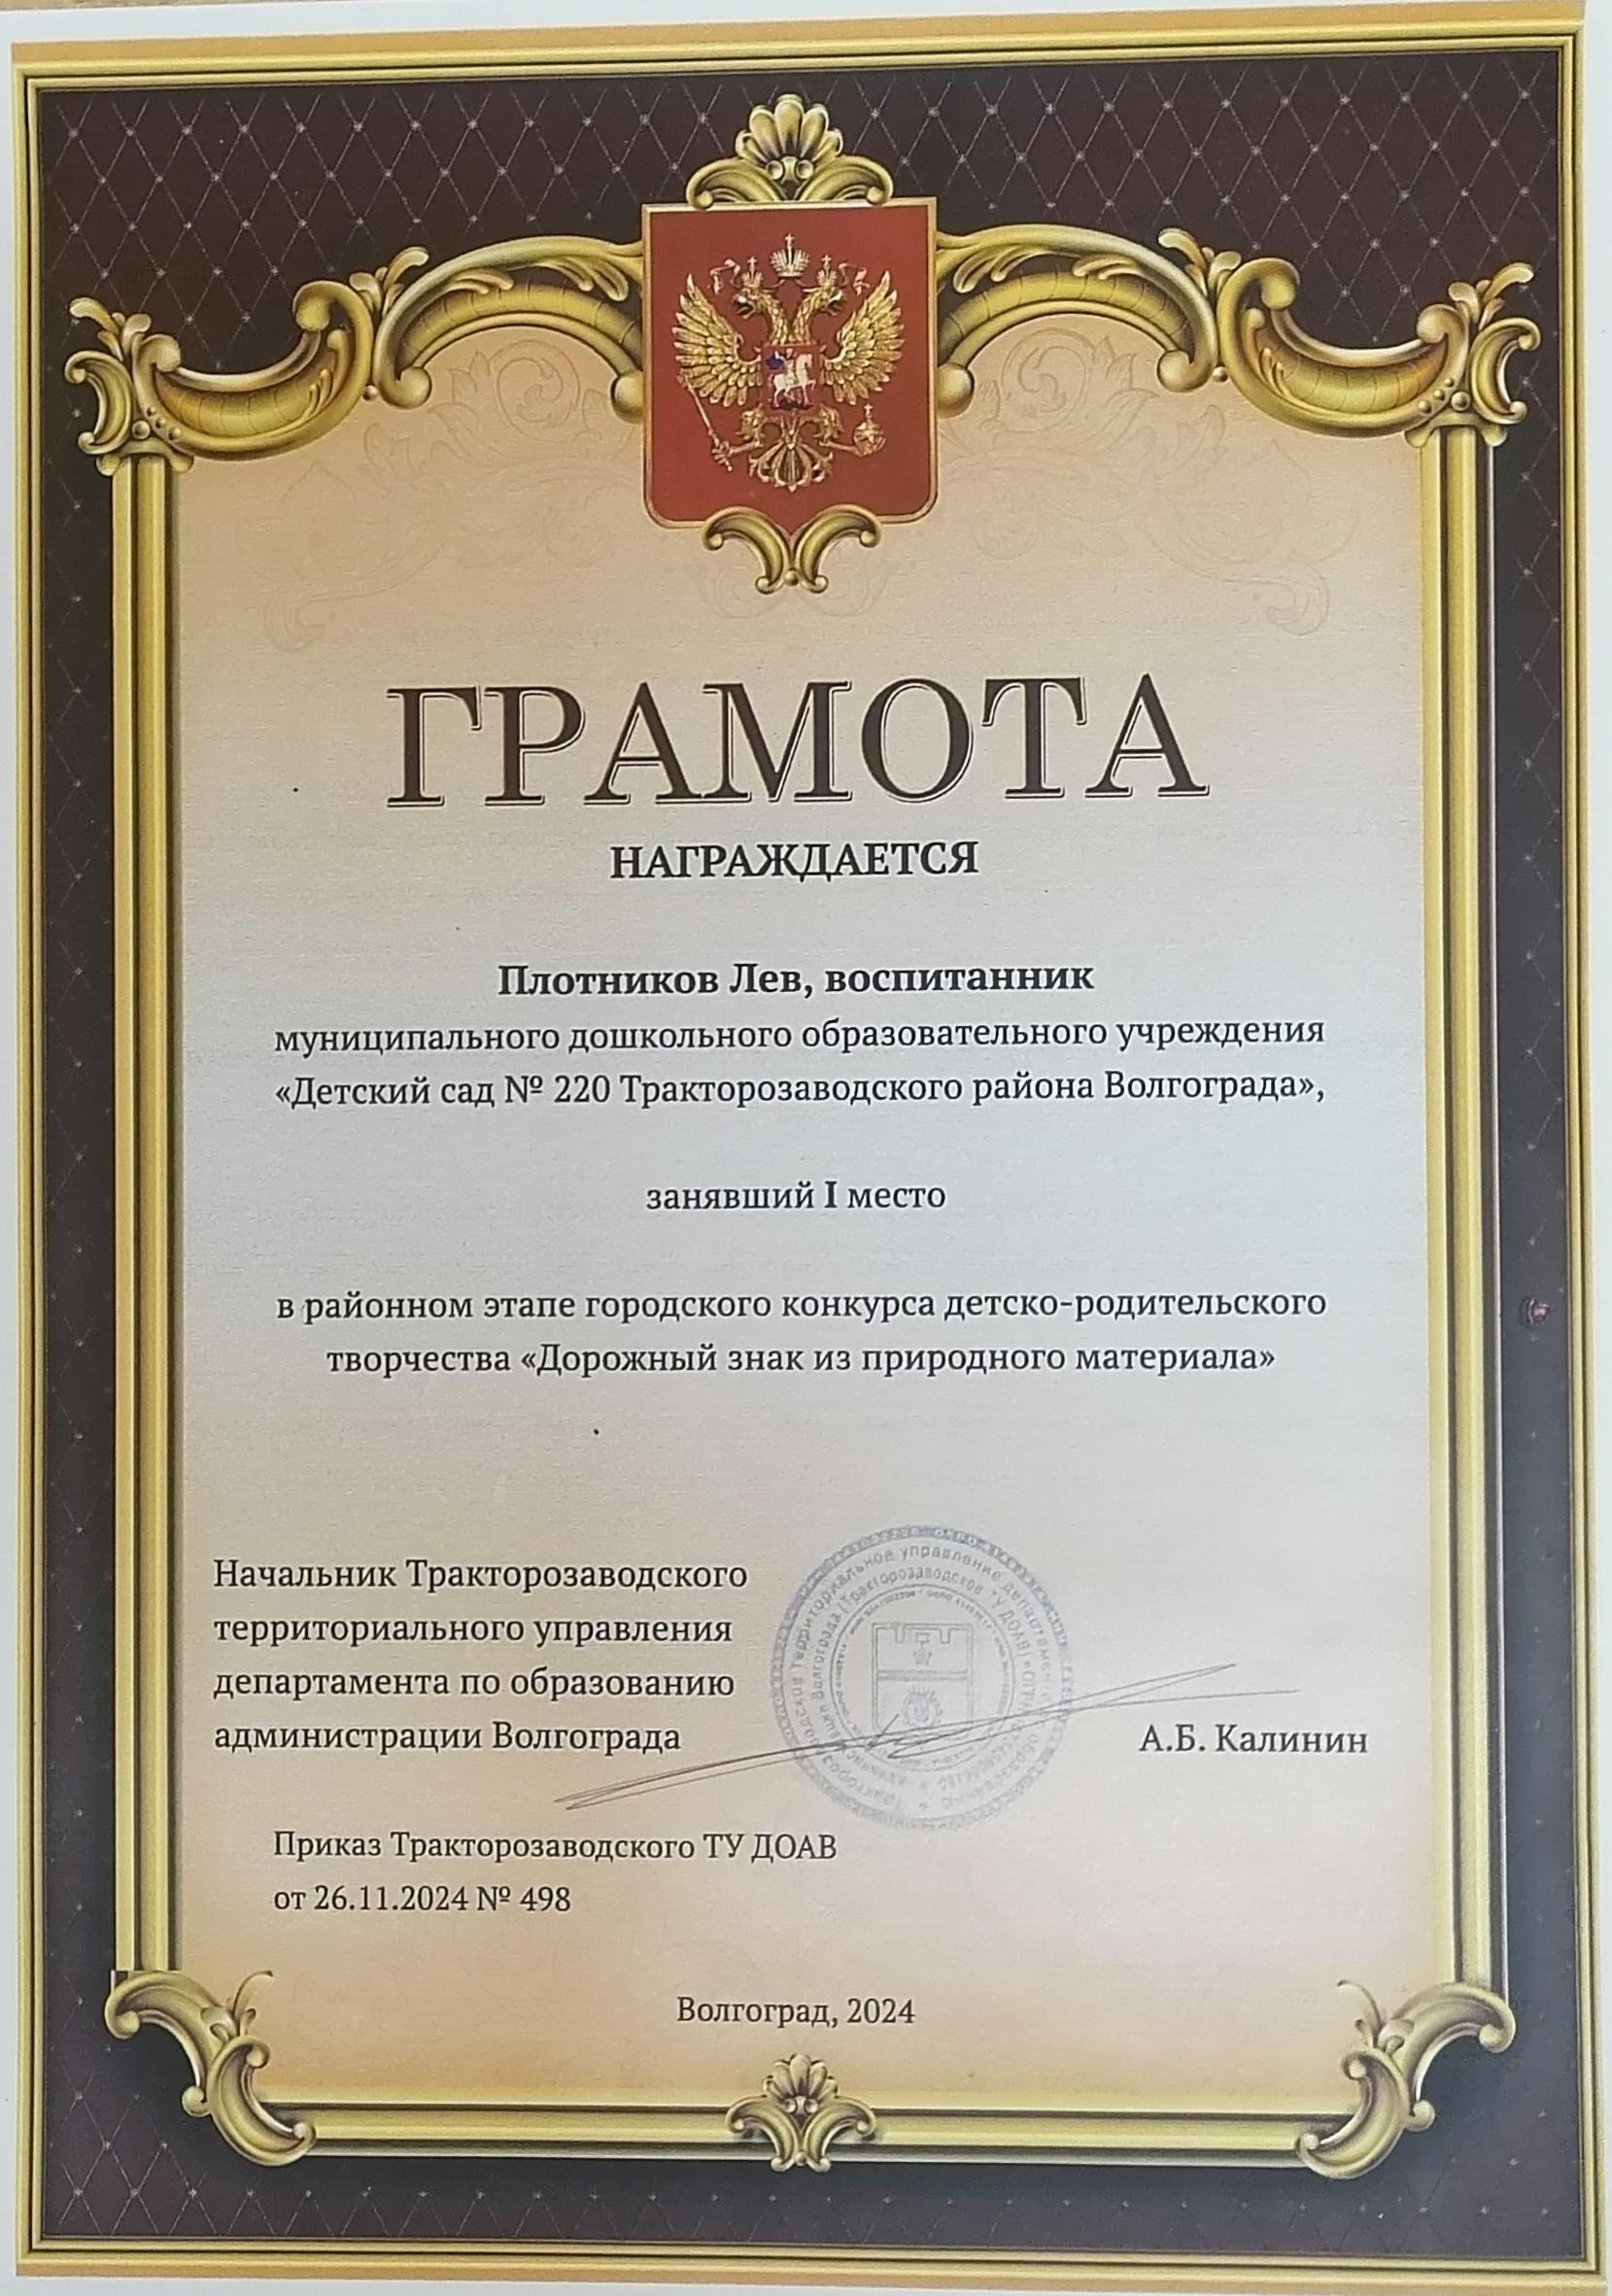 ГРАМОТА
НАГРАЖДАЕТСЯ
Плотников Лев, воспитанник
муниципального дошкольного образовательного учреждения
«Детский сад № 220 Тракторозаводского района Волгограда»,
занявший I место
в районном этапе городского конкурса детско-родительского
творчества «Дорожный знак из природного материала»
Начальник Тракторозаводского
территориального управления
департамента по образованию
администрации Волгограда
А.Б. Калинин
Приказ Тракторозаводского ТУ ДОАВ
от 26.11.2024 № 498
Волгоград, 2024